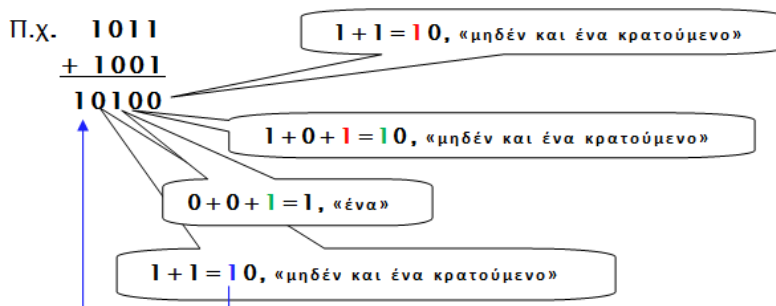 Π.χ. 1011
+ 1001
10100
1+1=10, «μηδέν και ένα κρατούμενο»
1+0+1=10, «μηδέν και ένα κρατούμενο»
0+0+1=1, «ένα»
1+1=10, «μηδέν και ένα κρατούμενο»